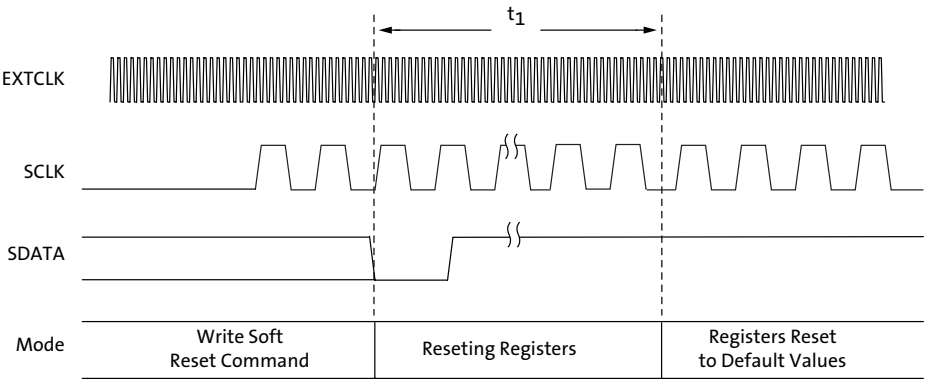 t1
EXTCLK
SCLK
SDATA
Mode
Write Soft
Reset Command
Reseting Registers
Registers Reset
to Default Values